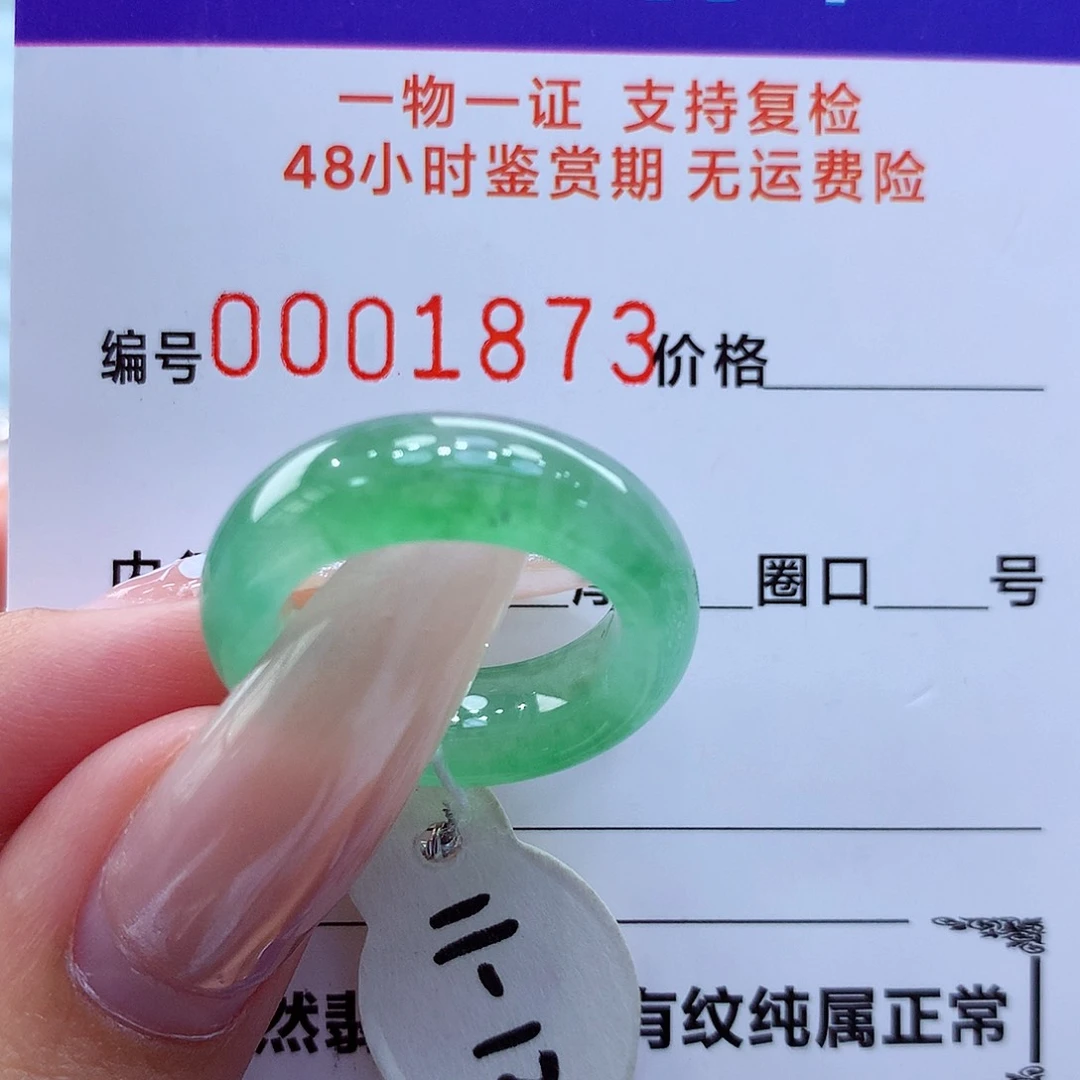 一物一证 支持复检
48小时鉴赏期 无运费险
编号0001873价格
圈口 号
有纹纯属正常